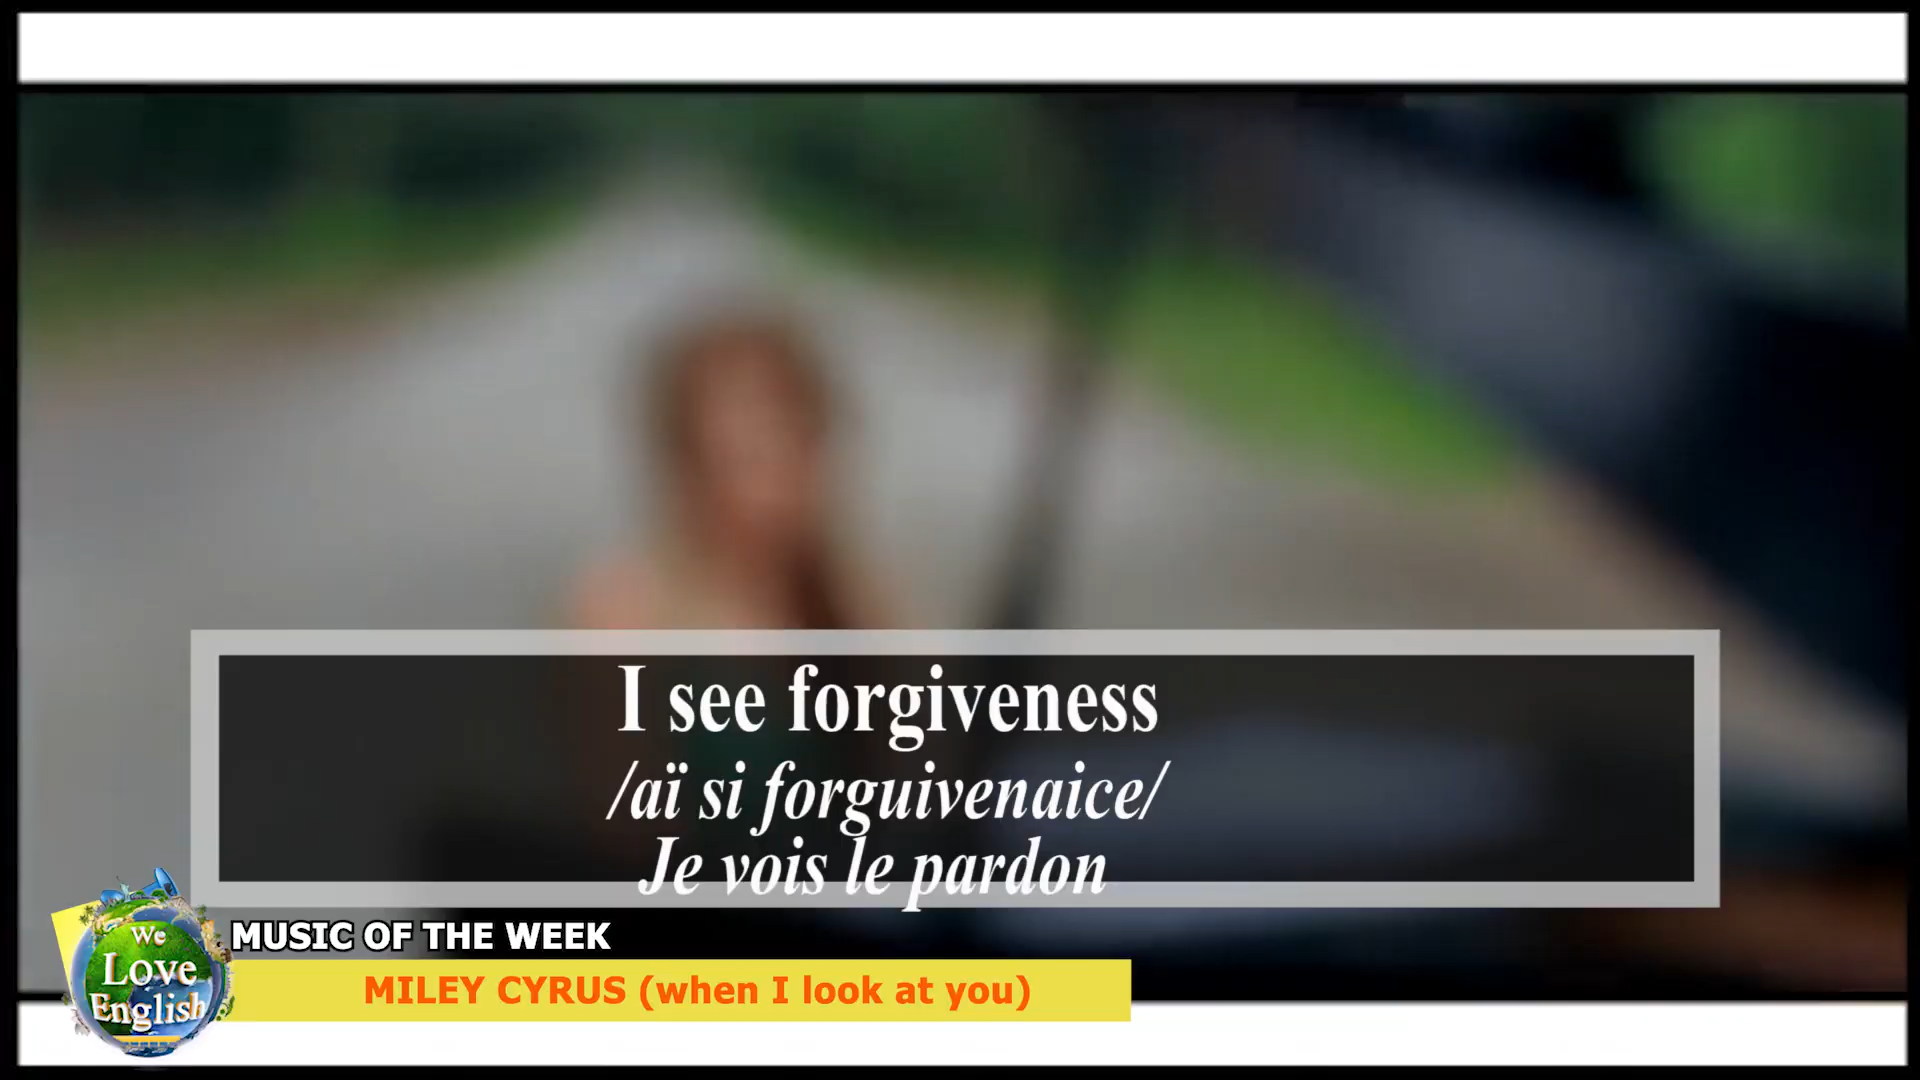 I see forgiveness
/aï si forguivenaice/
Je vois le pardon
MUSIC OF THE WEEK
MILEY CYRUS (when I look at you)
We
Love
English